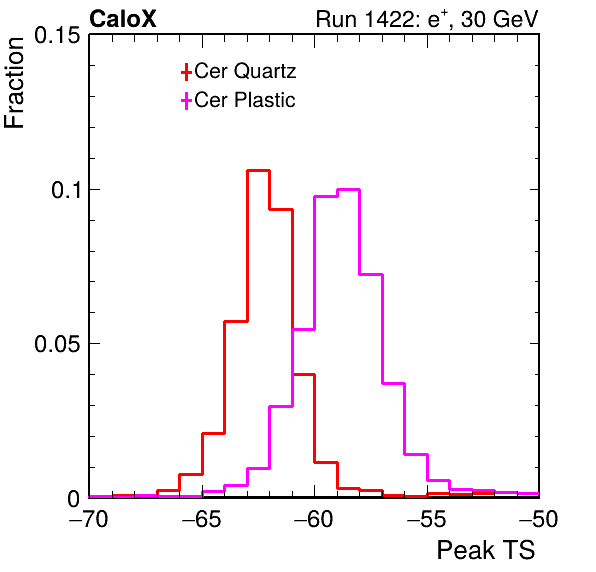 CaloX Run 1422: e⁺, 30 GeV
Fraction
0.15
Cer Quartz
Cer Plastic
0.1
0.05
0
−70 −65 −60 −55 −50
Peak TS